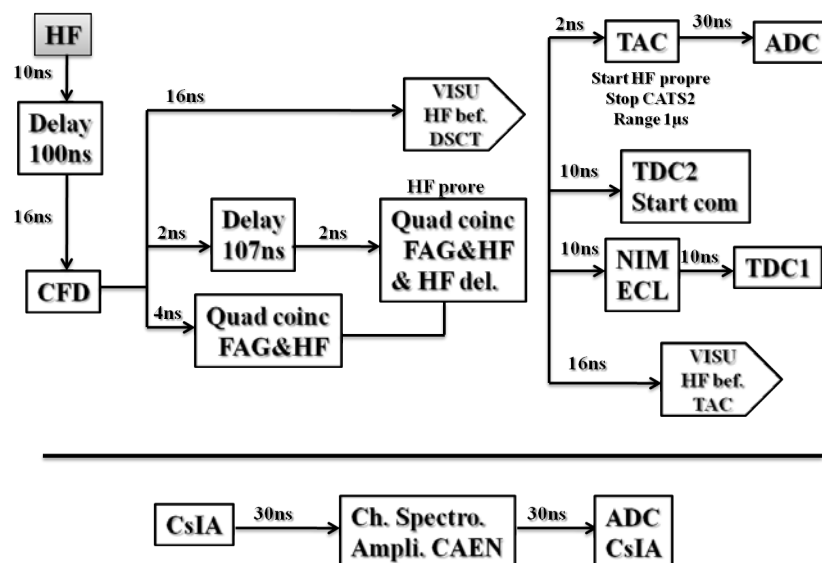 HF
10ns
Delay
100ns
16ns
CFD
16ns
VISU
HF bef.
DSCT
2ns
Delay
107ns
2ns
HF prore
Quad coinc
FAG&HF
& HF del.
4ns
Quad coinc
FAG&HF
2ns
TAC
30ns
ADC
Start HF propre
Stop CATS2
Range 1µs
10ns
TDC2
Start com
10ns
NIM
ECL
10ns
TDC1
16ns
VISU
HF bef.
TAC
CsIA
30ns
Ch. Spectro.
Ampli. CAEN
30ns
ADC
CsIA